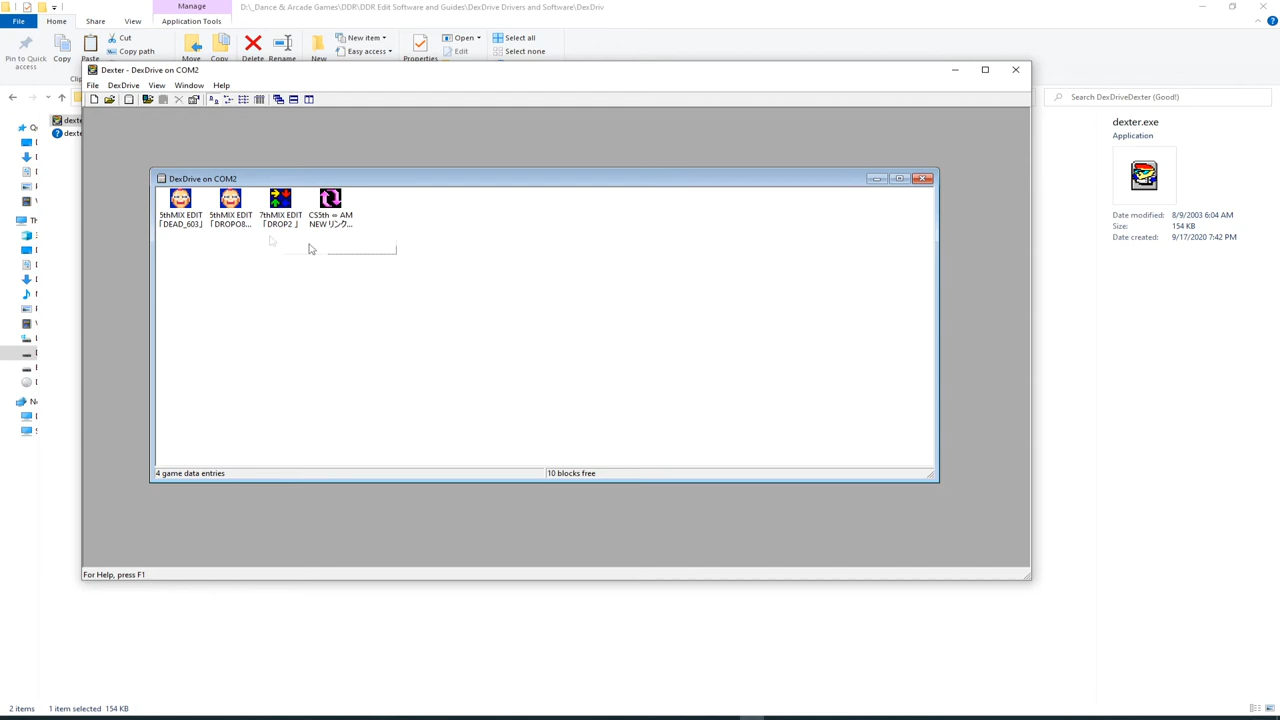 Manage
D:\_Dance & Arcade Games\DDR\DDR Edit Software and Guides\DexDrive Drivers and Software\DexDriv
File
Home
Share
View
Application Tools
Pin to Quick
access
Copy
Cut
Copy path
Paste
Move
Copy
Delete
Rename
New
New item
Easy access
Properties
Open
Edit
Select all
Select none
Search DexDriveDexter (Good!)
Dexter - DexDrive on COM2
File
DexDrive
View
Window
Help
DexDrive on COM2
5thMIX EDIT
「DEAD_603」
5thMIX EDIT
「DROPO8...
7thMIX EDIT
「DROP2 」
CS5th ⇔ AM
NEW リンク...
4 game data entries
10 blocks free
For Help, press F1
dexter.exe
Application
Date modified:
8/9/2003 6:04 AM
Size:
154 KB
Date created:
9/17/2020 7:42 PM
2 items
1 item selected
154 KB